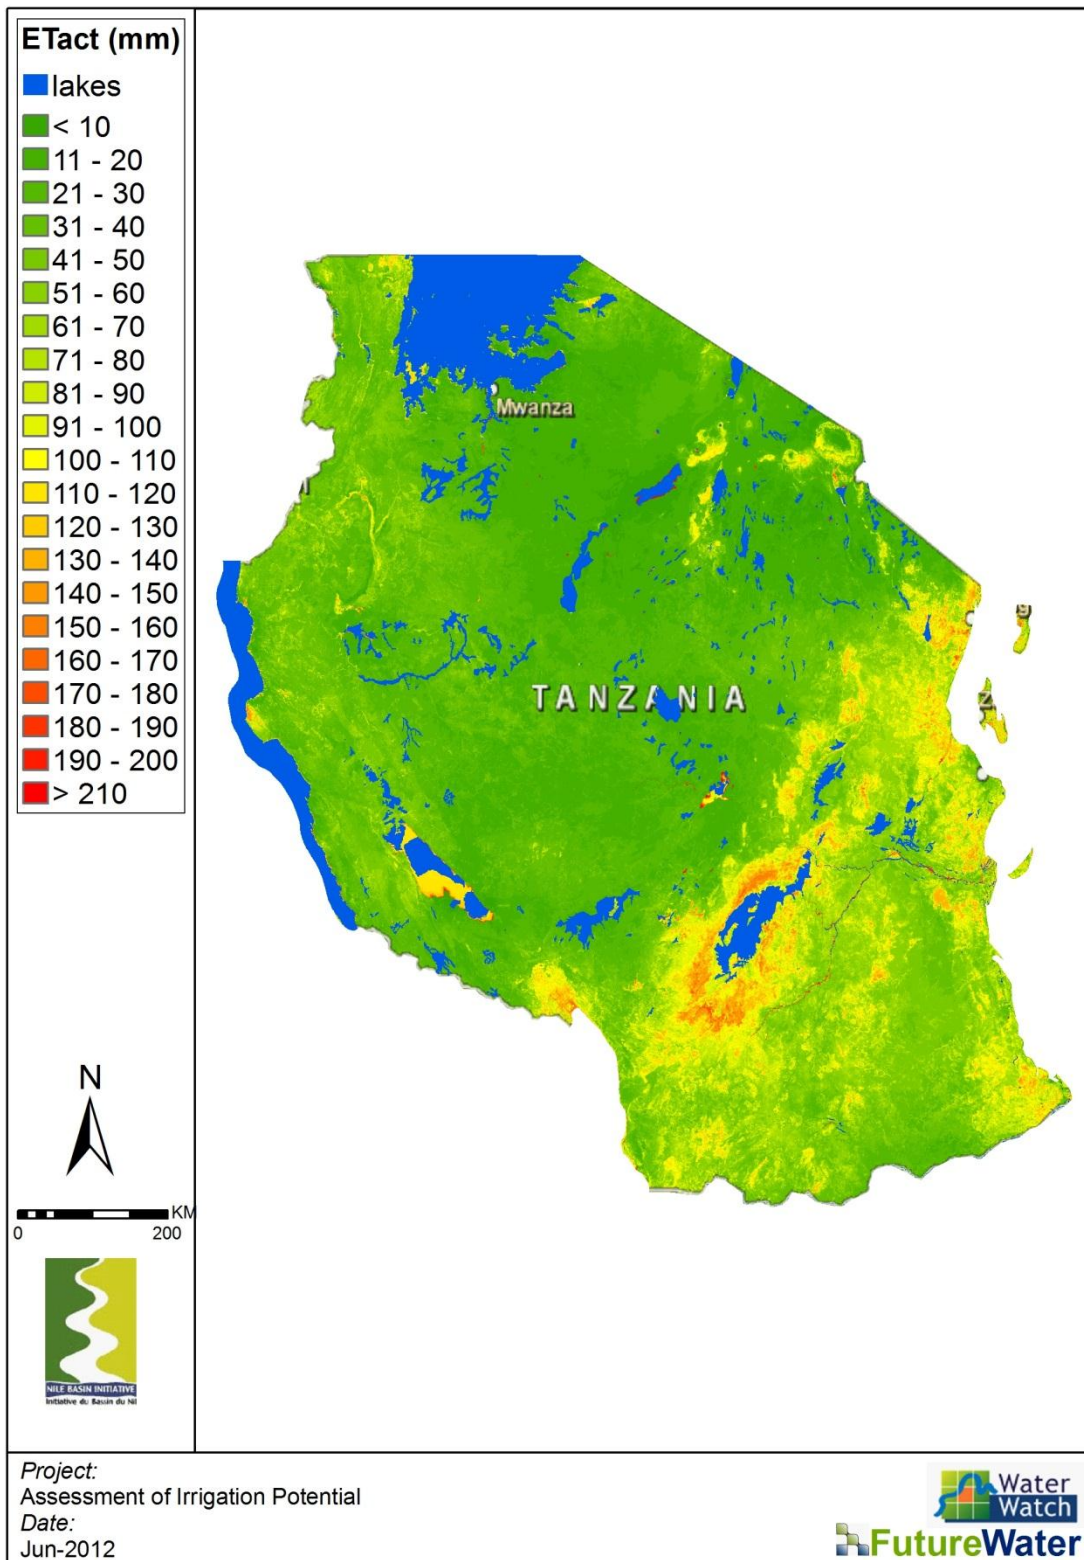 ETact (mm)
lakes
< 10
11 - 20
21 - 30
31 - 40
41 - 50
51 - 60
61 - 70
71 - 80
81 - 90
91 - 100
100 - 110
110 - 120
120 - 130
130 - 140
140 - 150
150 - 160
160 - 170
170 - 180
180 - 190
190 - 200
> 210
Mwanza
TANZANIA
N
KM
0 200
NILE BASIN INITIATIVE
Initiative du Bassin du Nil
Project:
Assessment of Irrigation Potential
Date:
Jun-2012
Water
Watch
FutureWater